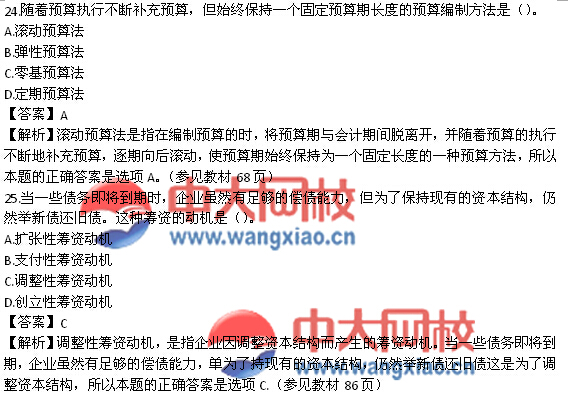 24.随着预算执行不断补充预算，但始终保持一个固定预算期长度的预算编制方法是（）。
A.滚动预算法
B.弹性预算法
C.零基预算法
D.定期预算法
【答案】A
【解析】滚动预算法是指在编制预算的时，将预算期与会计期间脱离开，并随着预算的执行
不断地补充预算，逐期向后滚动，使预算期始终保持为一个固定长度的一种预算方法，所以
本题的正确答案是选项 A。（参见教材 68 页）
25.当一些债务即将到期时，企业虽然有足够的偿债能力，但为了保持现有的资本结构，仍
然举新债还旧债。这种筹资的动机是（）。
A.扩张性筹资动机
B.支付性筹资动机
C.调整性筹资动机
D.创立性筹资动机
【答案】C
【解析】调整性筹资动机，是指企业因调整资本结构而产生的筹资动机。当一些债务即将到
期，企业虽然有足够的偿债能力，单为了持现有的资本结构，仍然举新债还旧债这是为了调
整资本结构，所以本题的正确答案是选项 C.（参见教材 86 页）
中大网校
www.wangxiao.cn
中大网校
www.wangxiao.cn